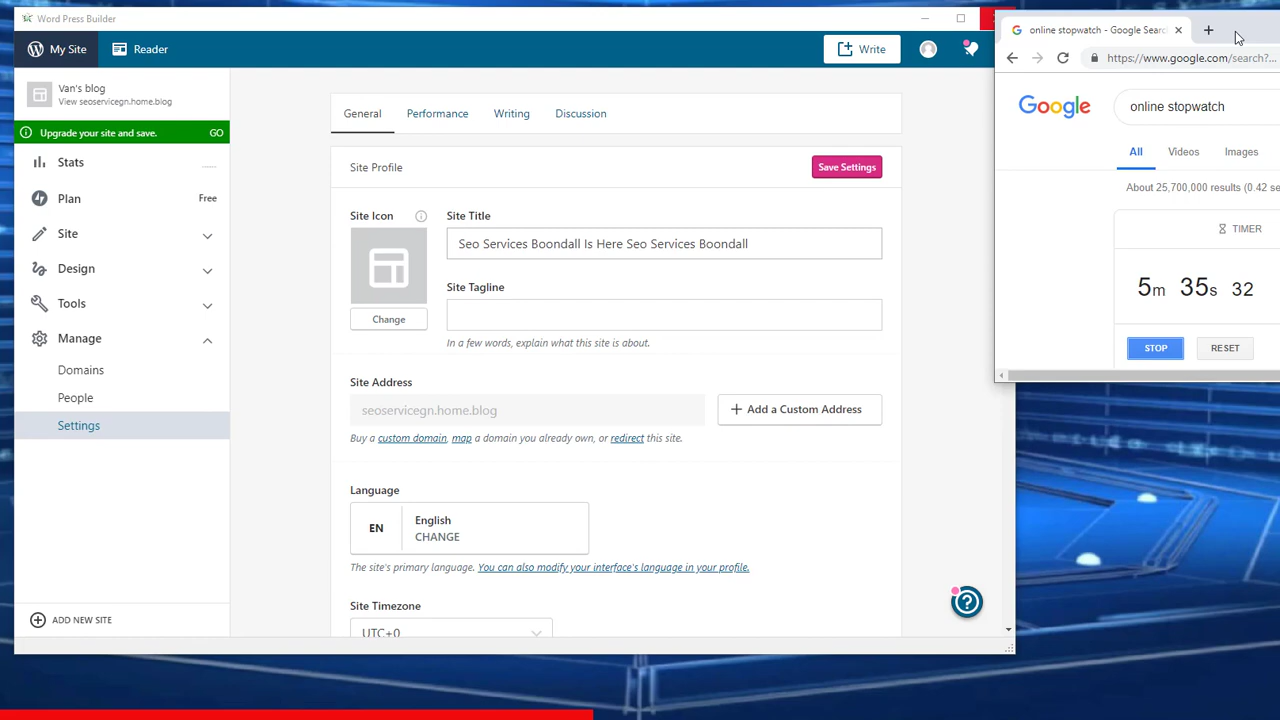 Word Press Builder
My Site
Reader
Write
Van's blog
View seoservicegn.home.blog
Upgrade your site and save.
GO
Stats
Plan
Free
Site
Design
Tools
Manage
Domains
People
Settings
ADD NEW SITE
General
Performance
Writing
Discussion
Site Profile
Save Settings
Site Icon
Change
Site Title
Seo Services Boondall Is Here Seo Services Boondall
Site Tagline
In a few words, explain what this site is about.
Site Address
seoservicegn.home.blog
Add a Custom Address
Buy a custom domain, map a domain you already own, or redirect this site.
Language
EN
English
CHANGE
The site's primary language. You can also modify your interface's language in your profile.
Site Timezone
UTC+0
online stopwatch - Google Searc
https://www.google.com/search?...
Google
online stopwatch
All
Videos
Images
About 25,700,000 results (0.42 se
TIMER
5m 35s 32
STOP
RESET